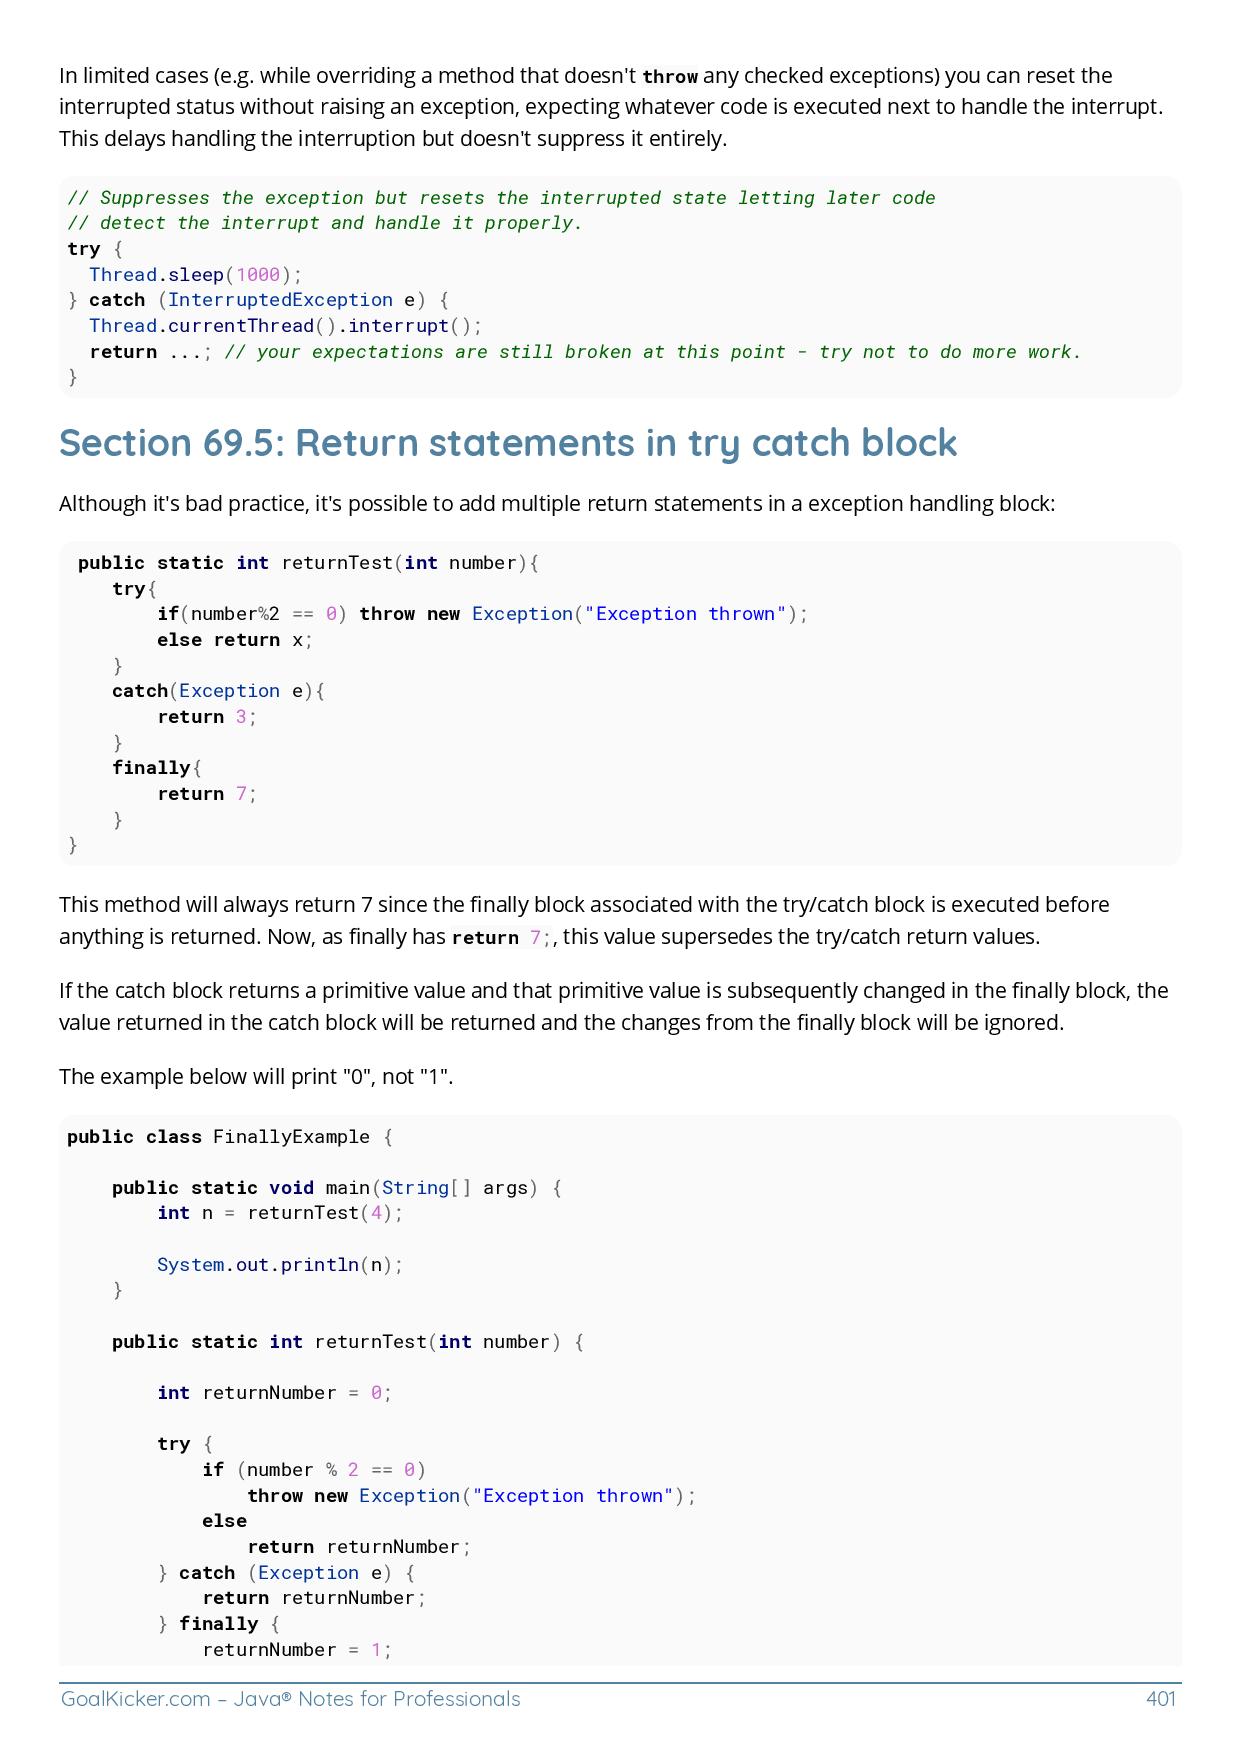 In limited cases (e.g. while overriding a method that doesn't throw any checked exceptions) you can reset the
interrupted status without raising an exception, expecting whatever code is executed next to handle the interrupt.
This delays handling the interruption but doesn't suppress it entirely.
// Suppresses the exception but resets the interrupted state letting later code
// detect the interrupt and handle it properly.
try {
  Thread.sleep(1000);
} catch (InterruptedException e) {
  Thread.currentThread().interrupt();
  return ...; // your expectations are still broken at this point - try not to do more work.
}
Section 69.5: Return statements in try catch block
Although it's bad practice, it's possible to add multiple return statements in a exception handling block:
 public static int returnTest(int number){
    try{
        if(number%2 == 0) throw new Exception("Exception thrown");
        else return x;
    }
    catch(Exception e){
        return 3;
    }
    finally{
        return 7;
    }
}
This method will always return 7 since the finally block associated with the try/catch block is executed before
anything is returned. Now, as finally has return 7;, this value supersedes the try/catch return values.
If the catch block returns a primitive value and that primitive value is subsequently changed in the finally block, the
value returned in the catch block will be returned and the changes from the finally block will be ignored.
The example below will print "0", not "1".
public class FinallyExample {
    public static void main(String[] args) {
        int n = returnTest(4);
        System.out.println(n);
    }
    public static int returnTest(int number) {
        int returnNumber = 0;
        try {
            if (number % 2 == 0)
                throw new Exception("Exception thrown");
            else
                return returnNumber;
        } catch (Exception e) {
            return returnNumber;
        } finally {
            returnNumber = 1;
GoalKicker.com – Java® Notes for Professionals 401